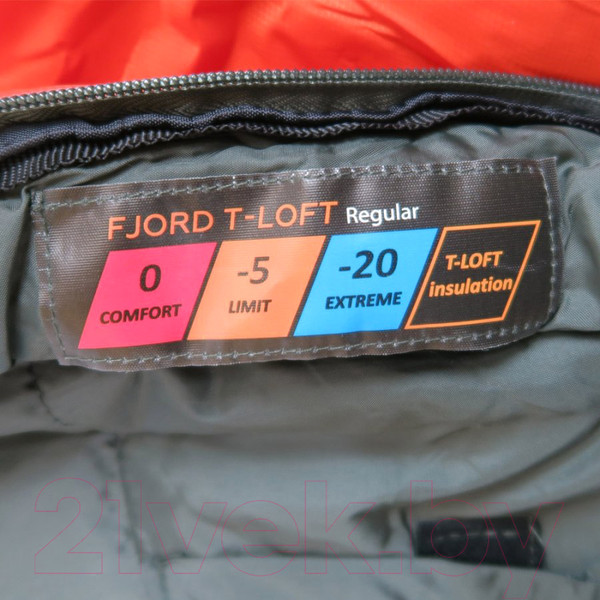 FJORD T-LOFT Regular
0
COMFORT
-5
LIMIT
-20
EXTREME
T-LOFT
insulation
21vek.by